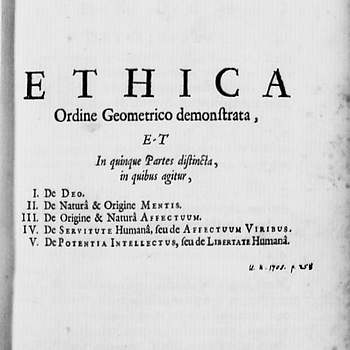 ETHICA
Ordine Geometrico demonſtrata,
ET
In quinque Partes diſtincta,
in quibus agitur,
I. De DEO.
II. De Naturâ & Origine MENTIS.
III. De Origine & Naturâ AFFECTUUM.
IV. De SERVITUTE Humanâ, ſeu de AFFECTUUM VIRIBUS.
V. De POTENTIA INTELLECTUS, ſeu de LIBERTATE Humanâ.
p. 258